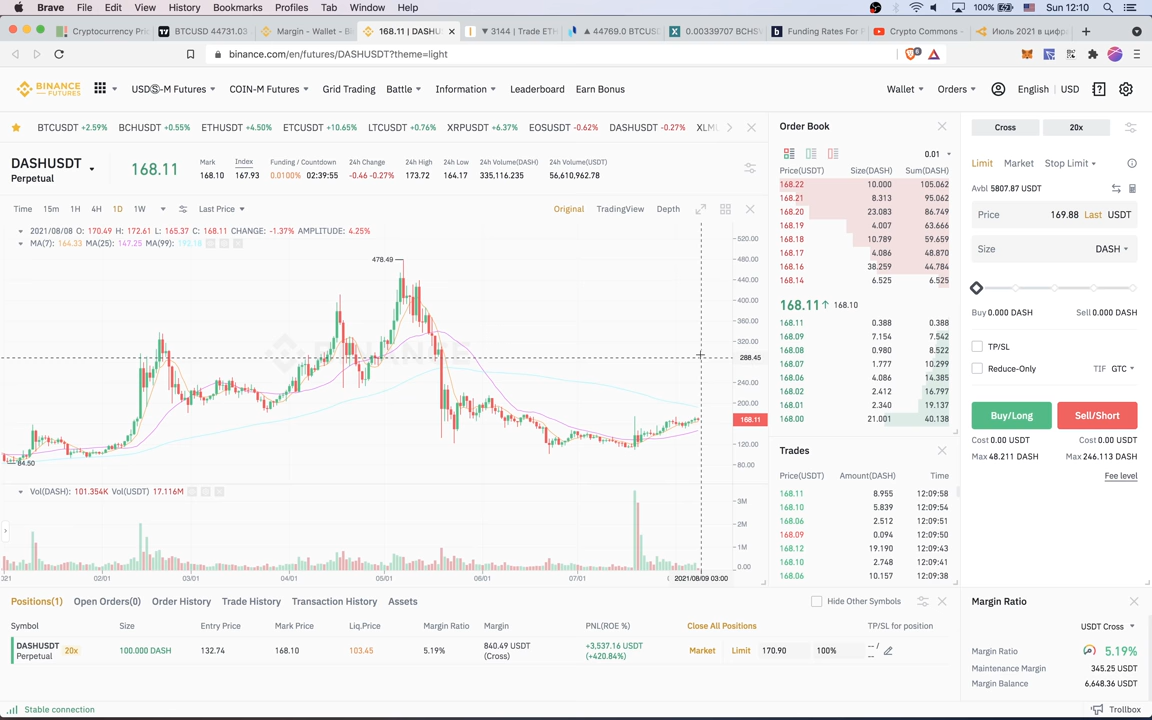 Brave File Edit View History Bookmarks Profiles Tab Window Help 100% Sun 12:10
Cryptocurrency Pri BTCUSD 44731.03 Margin - Wallet - Bi 168.11 | DASHU ▼ 3144 | Trade ETH ▲ 44769.0 BTCUSD 0.00339707 BCHS Funding Rates For F Crypto Commons - Июль 2021 в цифр
binance.com/en/futures/DASHUSDT?theme=light
BINANCE FUTURES USDⓈ-M Futures COIN-M Futures Grid Trading Battle Information Leaderboard Earn Bonus Wallet Orders English USD
BTCUSDT +2.59% BCHUSDT +0.55% ETHUSDT +4.50% ETCUSDT +10.65% LTCUSDT +0.76% XRPUSDT +6.37% EOSUSDT -0.62% DASHUSDT -0.27% XLM
DASHUSDT
Perpetual
168.11
Mark Index Funding / Countdown 24h Change 24h High 24h Low 24h Volume(DASH) 24h Volume(USDT)
168.10 167.93 0.0100% 02:39:55 -0.46 -0.27% 173.72 164.17 335,116.235 56,610,962.78
Time 15m 1H 4H 1D 1W Last Price Original TradingView Depth
2021/08/08 O: 170.49 H: 172.61 L: 165.37 C: 168.11 CHANGE: -1.37% AMPLITUDE: 4.25%
MA(7): 164.33 MA(25): 147.25 MA(99): 192.18
BINANCE
478.49
84.50
520.00
480.00
440.00
400.00
360.00
320.00
288.45
240.00
200.00
168.11
120.00
80.00
Vol(DASH): 101.354K Vol(USDT) 17.116M
3M
2M
1M
0.00
021 02/01 03/01 04/01 05/01 06/01 07/01 2021/08/09 03:00
Order Book
0.01
Price(USDT) Size(DASH) Sum(DASH)
168.22 10.000 105.062
168.21 8.313 95.062
168.20 23.083 86.749
168.19 4.007 63.666
168.18 10.789 59.659
168.17 4.086 48.870
168.16 38.259 44.784
168.14 6.525 6.525
168.11↑ 168.10
168.11 0.388 0.388
168.09 7.154 7.542
168.08 0.980 8.522
168.07 1.777 10.299
168.06 4.086 14.385
168.02 2.412 16.797
168.01 2.340 19.137
168.00 21.001 40.138
Trades
Price(USDT) Amount(DASH) Time
168.11 8.955 12:09:58
168.10 5.839 12:09:54
168.06 2.512 12:09:51
168.09 0.094 12:09:50
168.12 19.190 12:09:43
168.10 2.748 12:09:41
168.06 10.157 12:09:38
Cross 20x
Limit Market Stop Limit
Avbl 5807.87 USDT
Price 169.88 Last USDT
Size DASH
Buy 0.000 DASH Sell 0.000 DASH
TP/SL
Reduce-Only TIF GTC
Buy/Long Sell/Short
Cost 0.00 USDT Cost 0.00 USDT
Max 48.211 DASH Max 246.113 DASH
Fee level
Positions(1) Open Orders(0) Order History Trade History Transaction History Assets Hide Other Symbols
Symbol Size Entry Price Mark Price Liq.Price Margin Ratio Margin PNL(ROE %) Close All Positions TP/SL for position
DASHUSDT
Perpetual 20x 100.000 DASH 132.74 168.10 103.45 5.19% 840.49 USDT
(Cross) +3,537.16 USDT
(+420.84%) Market Limit 170.90 100% -- /
--
Margin Ratio
USDT Cross
Margin Ratio 5.19%
Maintenance Margin 345.25 USDT
Margin Balance 6,648.36 USDT
Stable connection Trollbox